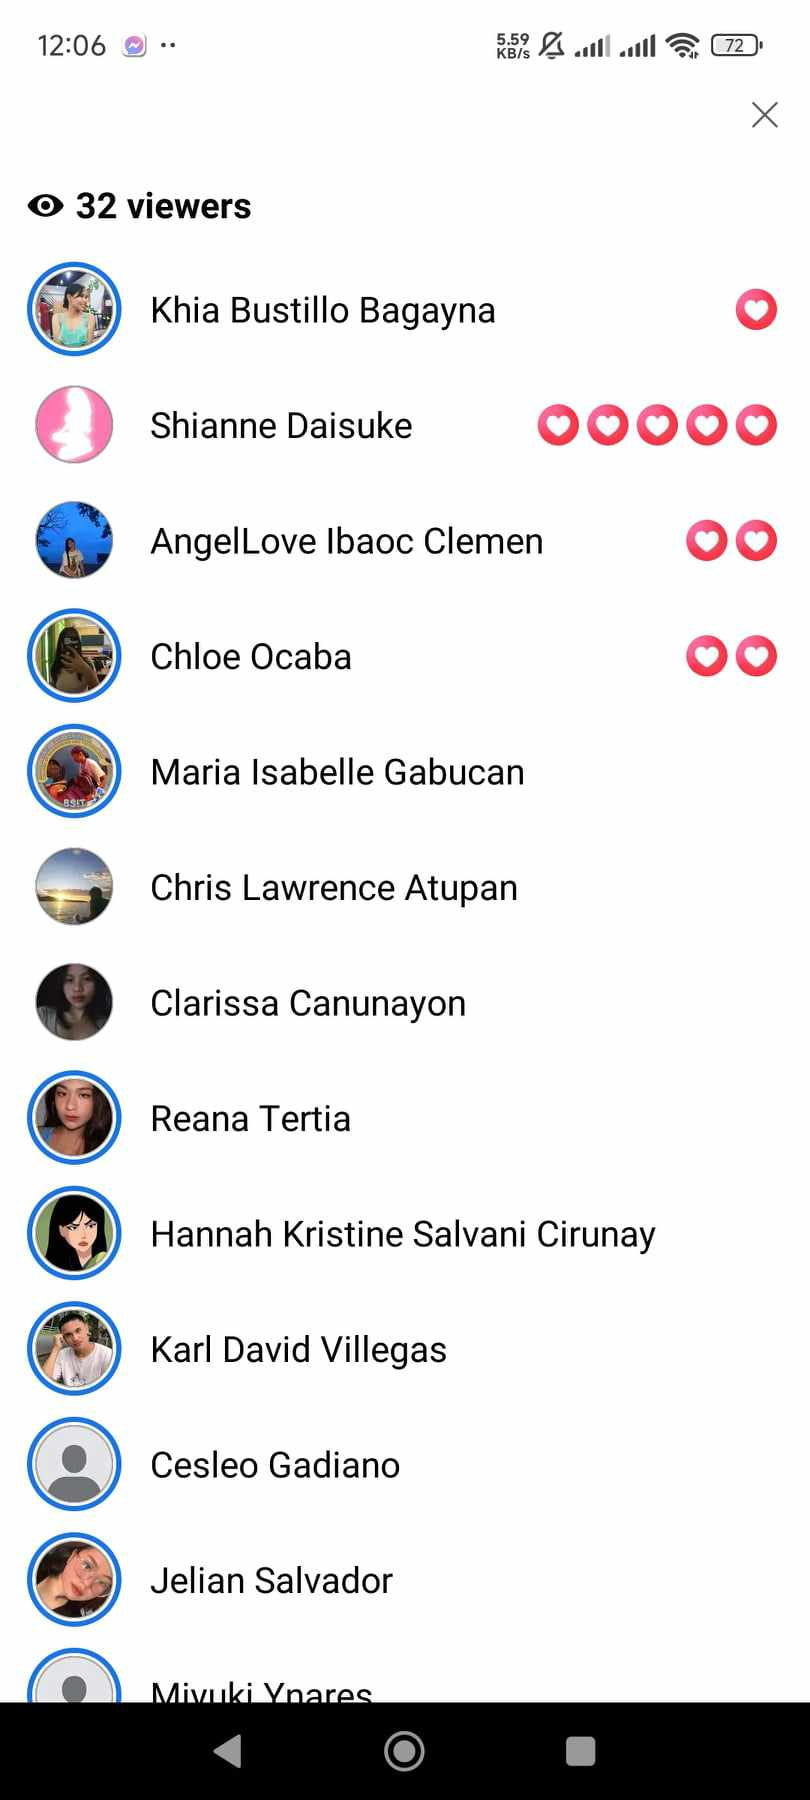 12:06
5.59
KB/s
72
32 viewers
Khia Bustillo Bagayna
Shianne Daisuke
AngelLove Ibaoc Clemen
Chloe Ocaba
Maria Isabelle Gabucan
BSIT
Chris Lawrence Atupan
Clarissa Canunayon
Reana Tertia
Hannah Kristine Salvani Cirunay
Karl David Villegas
Cesleo Gadiano
Jelian Salvador
Miyuki Ynares